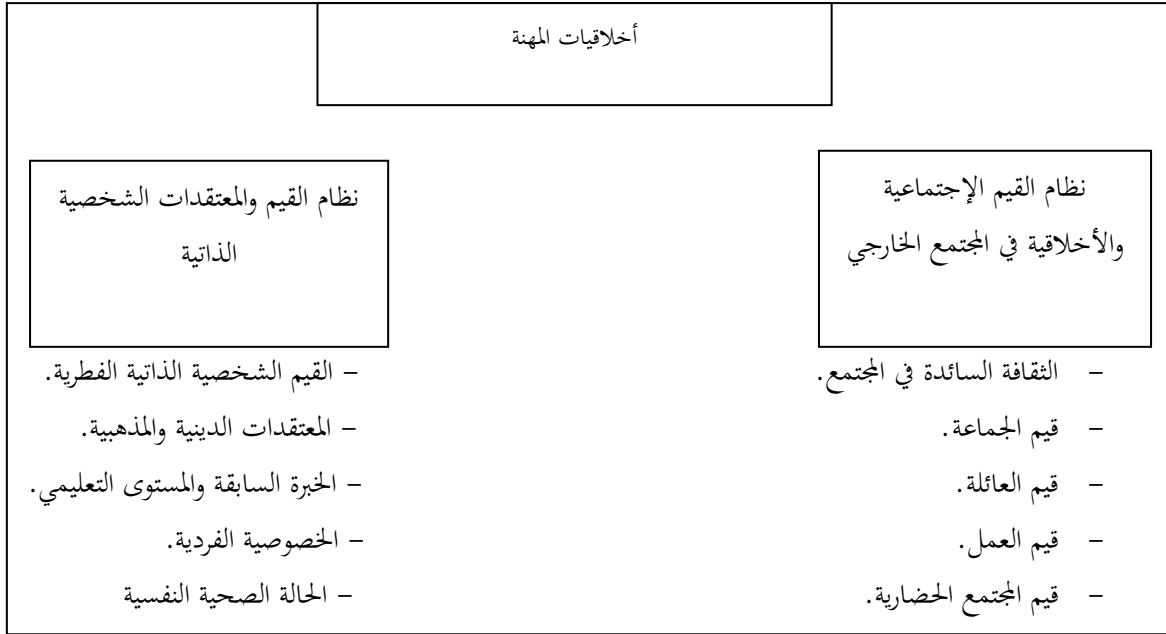 أخلاقيات المهنة
نظام القيم الإجتماعية
والأخلاقية في المجتمع الخارجي
– الثقافة السائدة في المجتمع.
– قيم الجماعة.
– قيم العائلة.
– قيم العمل.
– قيم المجتمع الحضارية.
نظام القيم والمعتقدات الشخصية
الذاتية
– القيم الشخصية الذاتية الفطرية.
– المعتقدات الدينية والمذهبية.
– الخبرة السابقة والمستوى التعليمي.
– الخصوصية الفردية.
– الحالة الصحية النفسية